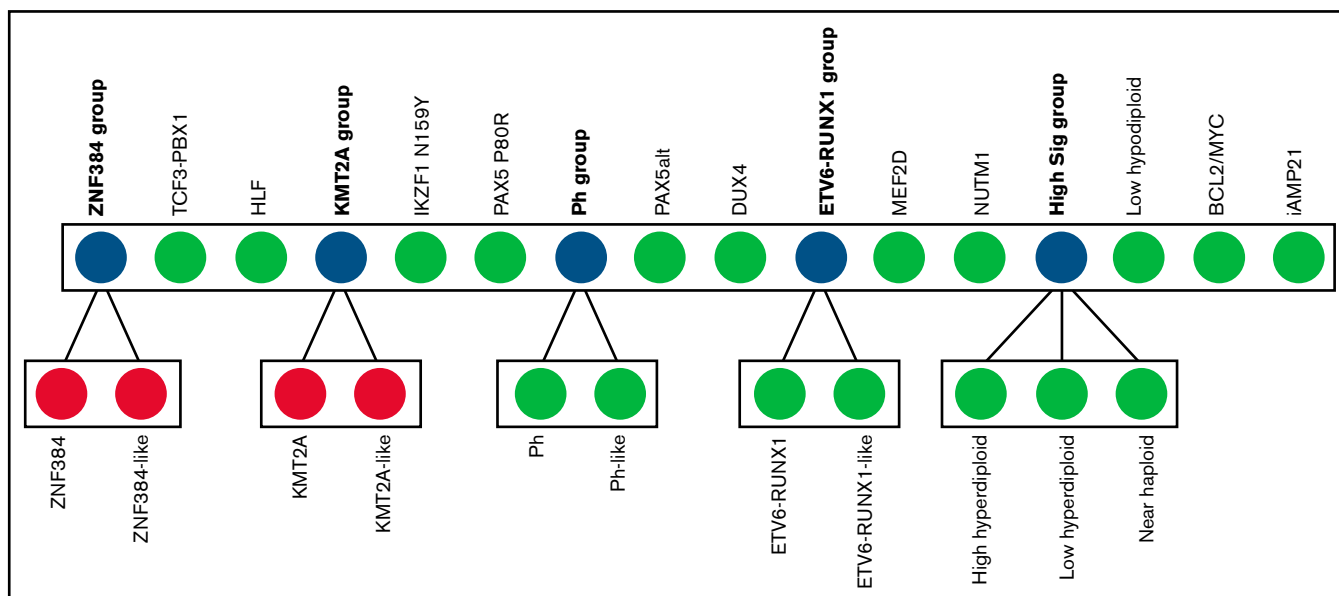 ZNF384 group
TCF3-PBX1
HLF
KMT2A group
IKZF1 N159Y
PAX5 P80R
Ph group
PAX5alt
DUX4
ETV6-RUNX1 group
MEF2D
NUTM1
High Sig group
Low hypodiploid
BCL2/MYC
iAMP21
ZNF384
ZNF384-like
KMT2A
KMT2A-like
Ph
Ph-like
ETV6-RUNX1
ETV6-RUNX1-like
High hyperdiploid
Low hyperdiploid
Near haploid